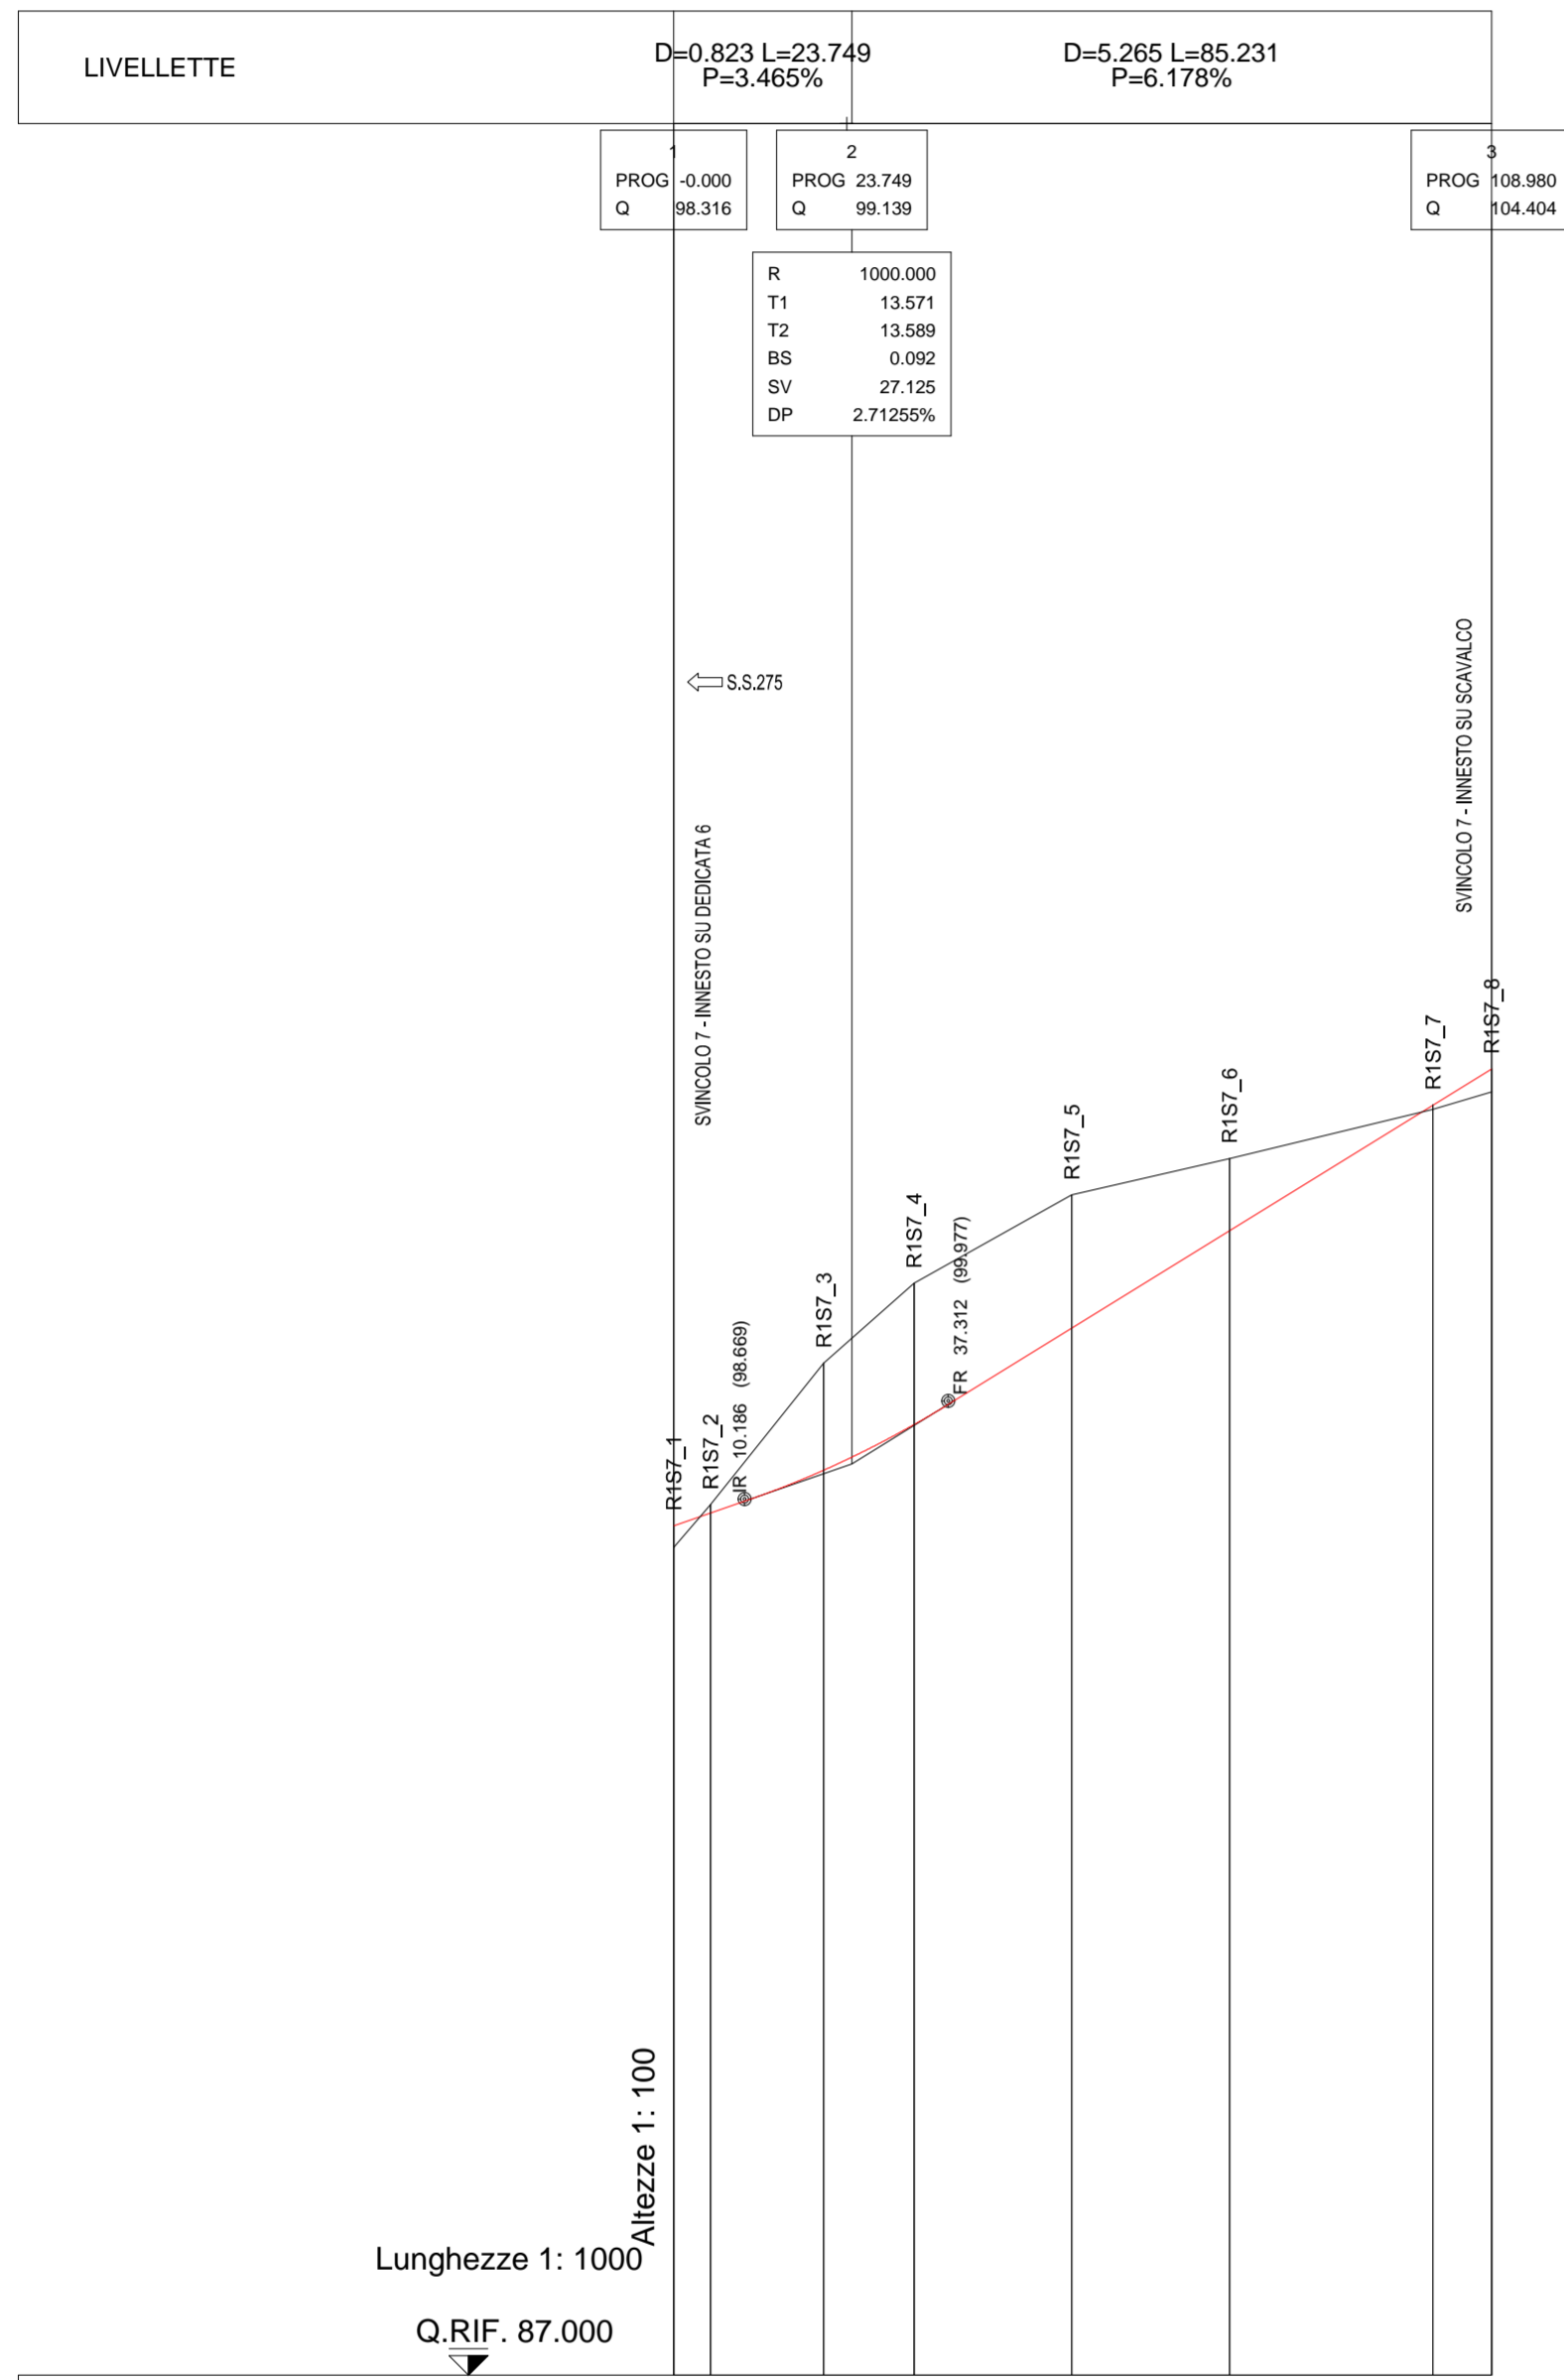 LIVELLETTE
D=0.823 L=23.749
P=3.465%
D=5.265 L=85.231
P=6.178%
1
PROG -0.000
Q 98.316
2
PROG 23.749
Q 99.139
3
PROG 108.980
Q 104.404
R 1000.000
T1 13.571
T2 13.589
BS 0.092
SV 27.125
DP 2.71255%
S.S.275
SVINCOLO 7 - INNESTO SU DEDICATA 6
SVINCOLO 7 - INNESTO SU SCAVALCO
R1S7_1
R1S7_2
IR 10.186 (98.669)
R1S7_3
R1S7_4
FR 37.312 (99.977)
R1S7_5
R1S7_6
R1S7_7
R1S7_8
Altezze 1: 100
Lunghezze 1: 1000
Q.RIF. 87.000